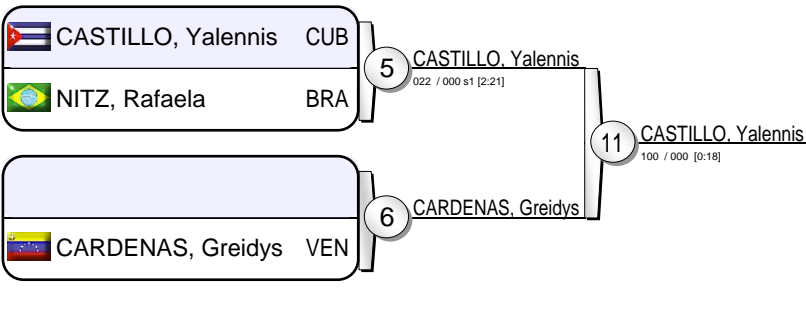 CASTILLO, Yalennis CUB
NITZ, Rafaela BRA
5
CASTILLO, Yalennis
022 / 000 s1 [2:21]
11
CASTILLO, Yalennis
100 / 000 [0:18]
CARDENAS, Greidys VEN
6
CARDENAS, Greidys